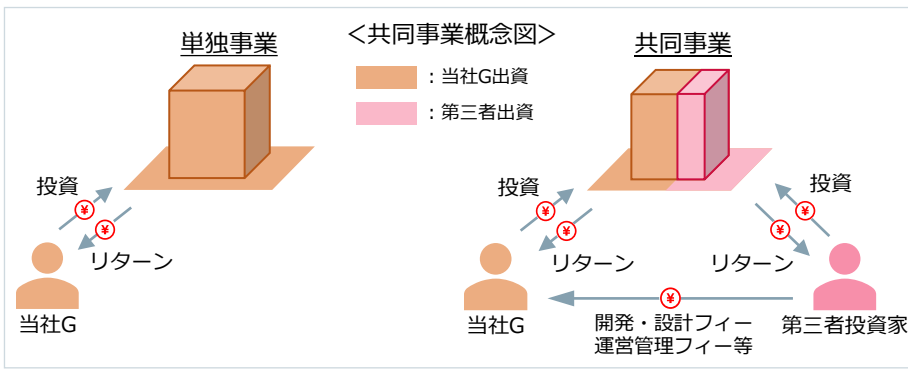 ＜共同事業概念図＞
：当社G出資
：第三者出資
単独事業
投資
¥
¥
リターン
当社G
共同事業
投資
¥
¥
リターン
当社G
投資
¥
¥
リターン
第三者投資家
¥
開発・設計フィー
運営管理フィー等